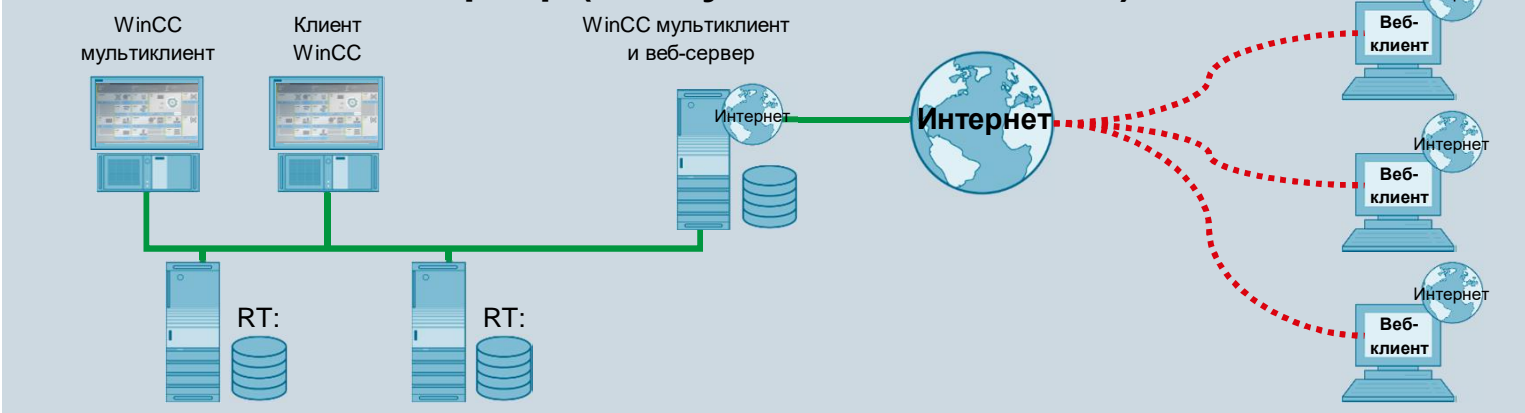 WinCC
мультиклиент
Клиент
WinCC
WinCC мультиклиент
и веб-сервер
Интернет
Интернет
Веб-
клиент
Интернет
Веб-
клиент
Интернет
Веб-
клиент
RT:
RT: